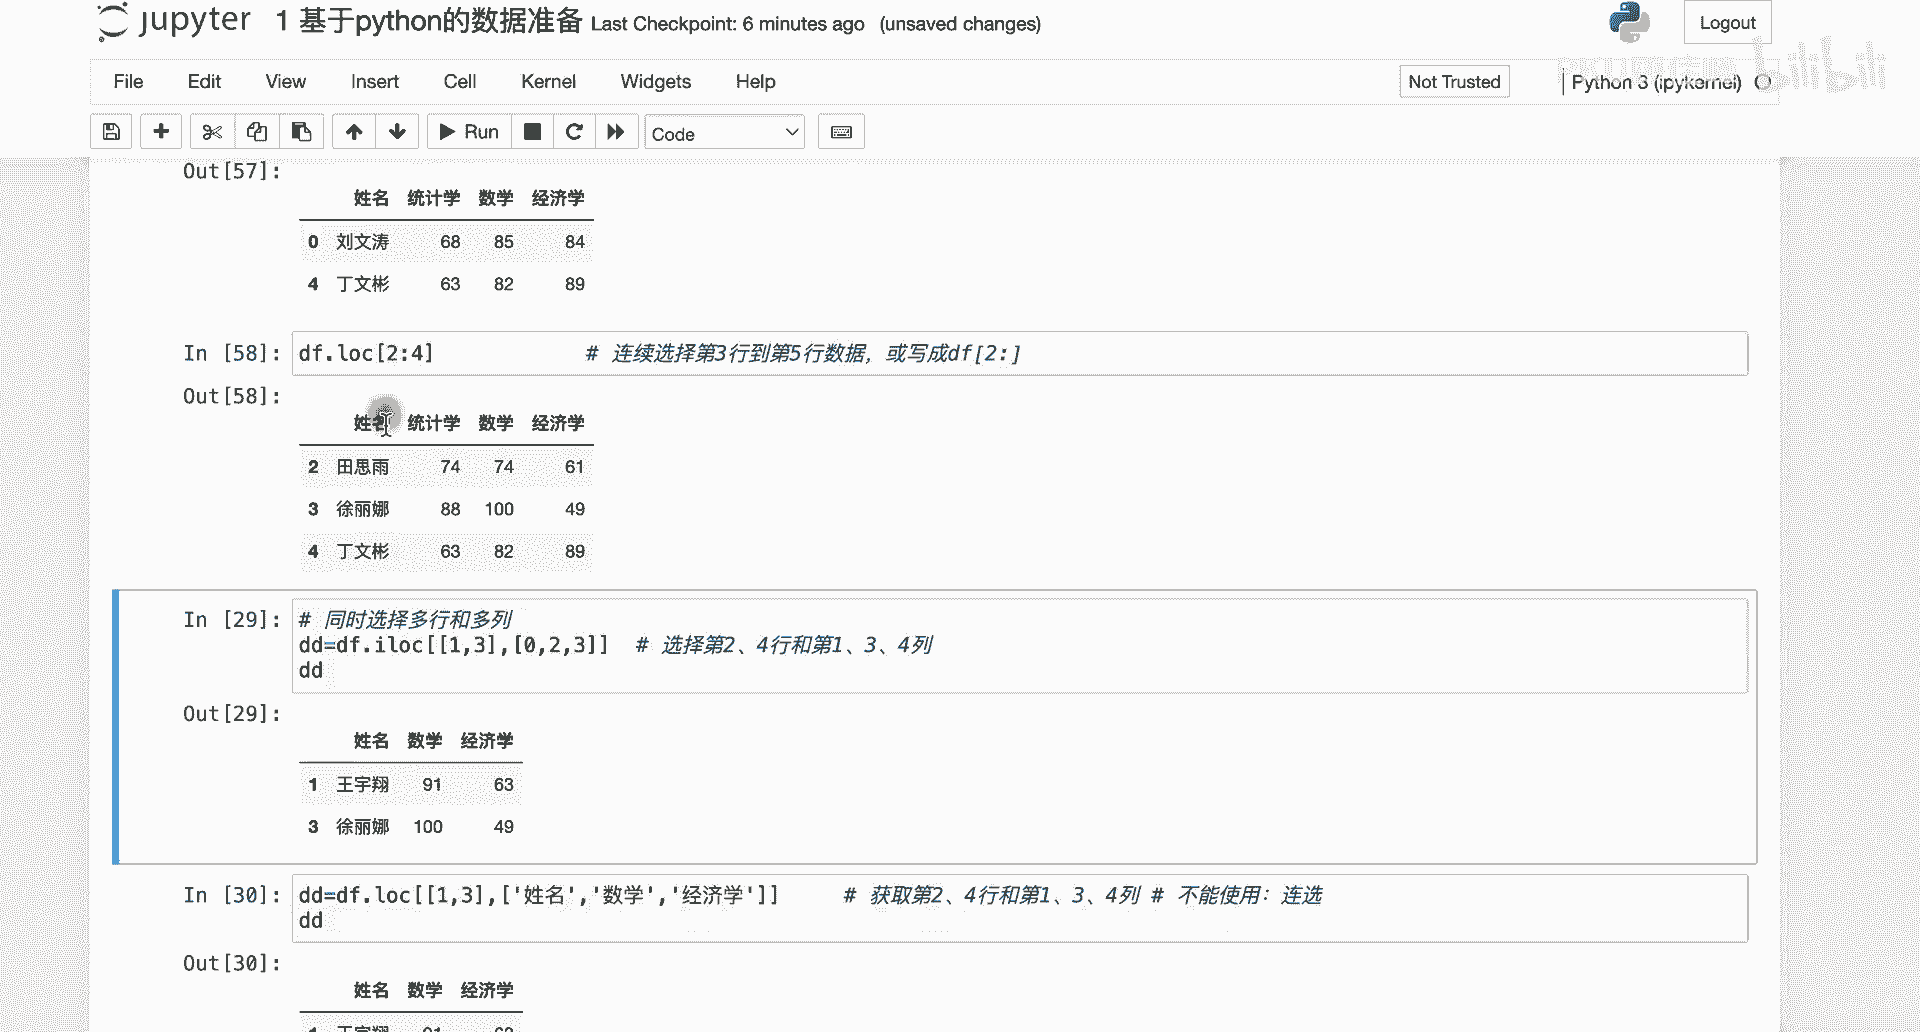 jupyter 1 基于python的数据准备 Last Checkpoint: 6 minutes ago (unsaved changes)
Logout
File Edit View Insert Cell Kernel Widgets Help
Not Trusted
Python 3 (ipykernel)
bilibili
Run
Code
Out[57]:
姓名 统计学 数学 经济学
0 刘文涛 68 85 84
4 丁文彬 63 82 89
In [58]: df.loc[2:4] # 连续选择第3行到第5行数据，或写成df[2:]
Out[58]:
姓名 统计学 数学 经济学
2 田思雨 74 74 61
3 徐丽娜 88 100 49
4 丁文彬 63 82 89
In [29]: # 同时选择多行和多列
dd=df.iloc[[1,3],[0,2,3]] # 选择第2、4行和第1、3、4列
dd
Out[29]:
姓名 数学 经济学
1 王宇翔 91 63
3 徐丽娜 100 49
In [30]: dd=df.loc[[1,3],['姓名','数学','经济学']] # 获取第2、4行和第1、3、4列 # 不能使用：连选
dd
Out[30]:
姓名 数学 经济学
1 王宇翔 91 63